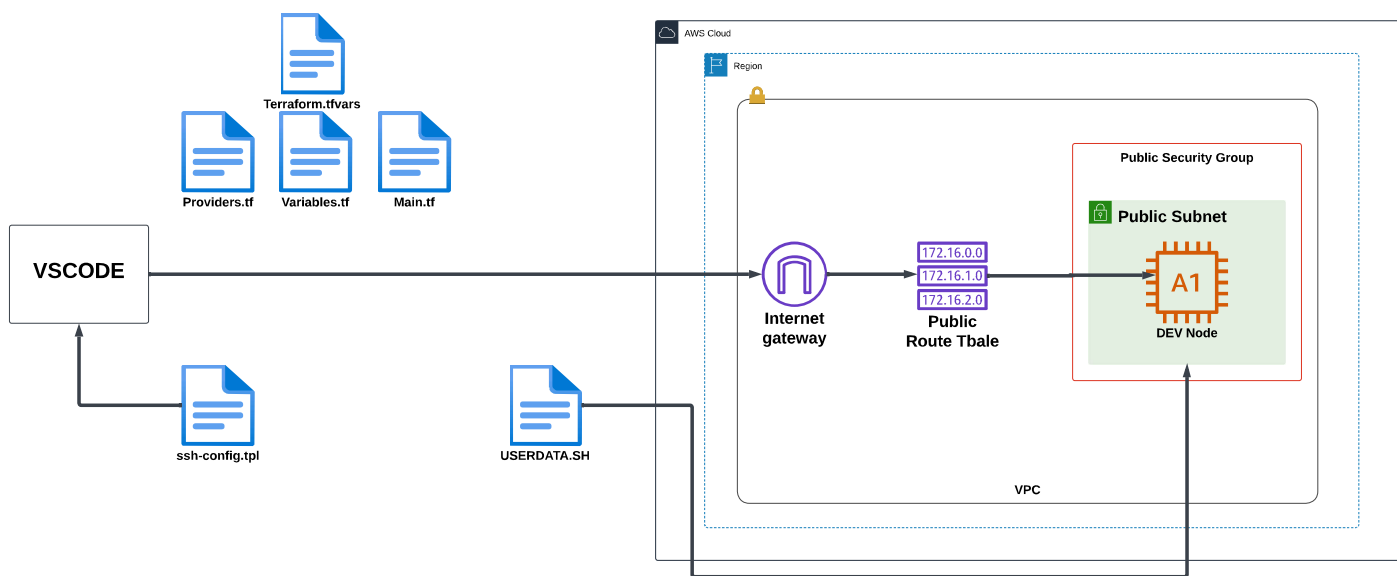 AWS Cloud
Region
Terraform.tfvars
Providers.tf
Variables.tf
Main.tf
Public Security Group
Public Subnet
VSCODE
172.16.0.0
172.16.1.0
172.16.2.0
A1
Internet
gateway
Public
Route Tbale
DEV Node
ssh-config.tpl
USERDATA.SH
VPC